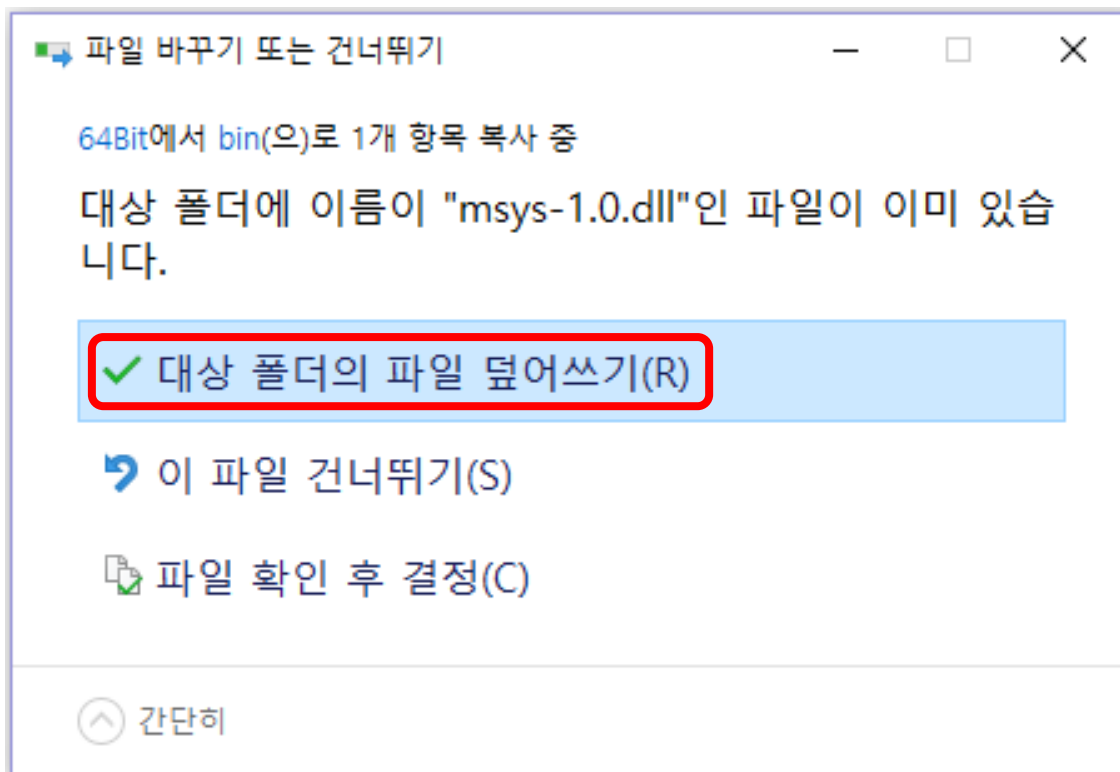 파일 바꾸기 또는 건너뛰기
64Bit에서 bin(으)로 1개 항목 복사 중
대상 폴더에 이름이 "msys-1.0.dll"인 파일이 이미 있습
니다.
대상 폴더의 파일 덮어쓰기(R)
이 파일 건너뛰기(S)
파일 확인 후 결정(C)
간단히